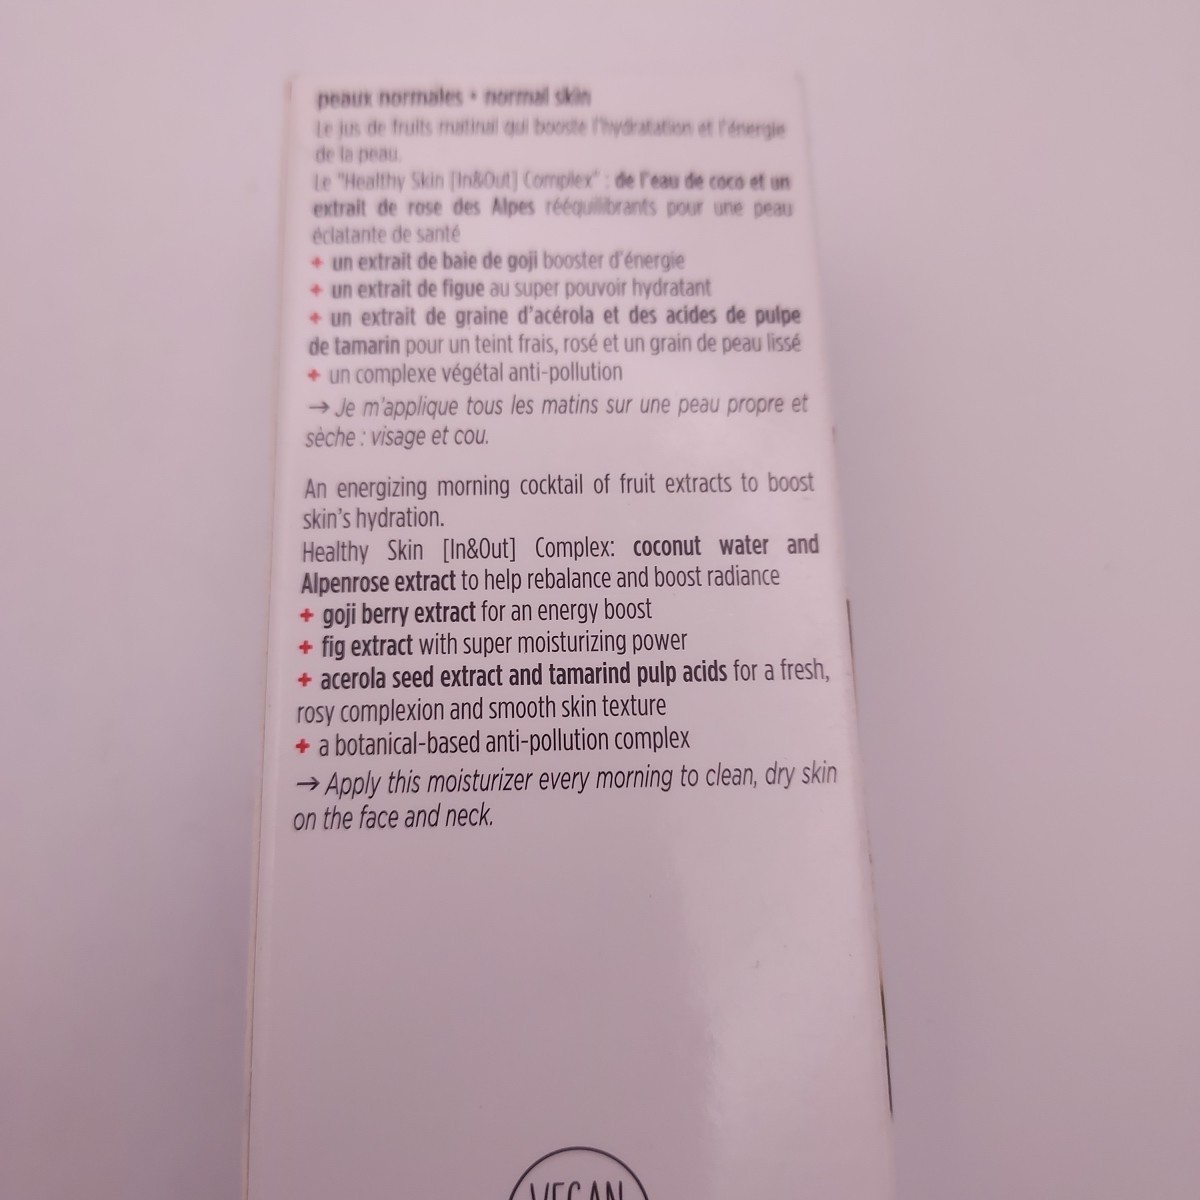 peaux normales • normal skin
Le jus de fruits matinal qui booste l'hydratation et l'énergie
de la peau.
Le "Healthy Skin [In&Out] Complex" : de l'eau de coco et un
extrait de rose des Alpes rééquilibrants pour une peau
éclatante de santé
+ un extrait de baie de goji booster d'énergie
+ un extrait de figue au super pouvoir hydratant
+ un extrait de graine d'acérola et des acides de pulpe
de tamarin pour un teint frais, rosé et un grain de peau lissé
+ un complexe végétal anti-pollution
→ Je m'applique tous les matins sur une peau propre et
sèche : visage et cou.
An energizing morning cocktail of fruit extracts to boost
skin's hydration.
Healthy Skin [In&Out] Complex: coconut water and
Alpenrose extract to help rebalance and boost radiance
+ goji berry extract for an energy boost
+ fig extract with super moisturizing power
+ acerola seed extract and tamarind pulp acids for a fresh,
rosy complexion and smooth skin texture
+ a botanical-based anti-pollution complex
→ Apply this moisturizer every morning to clean, dry skin
on the face and neck.
VEGAN